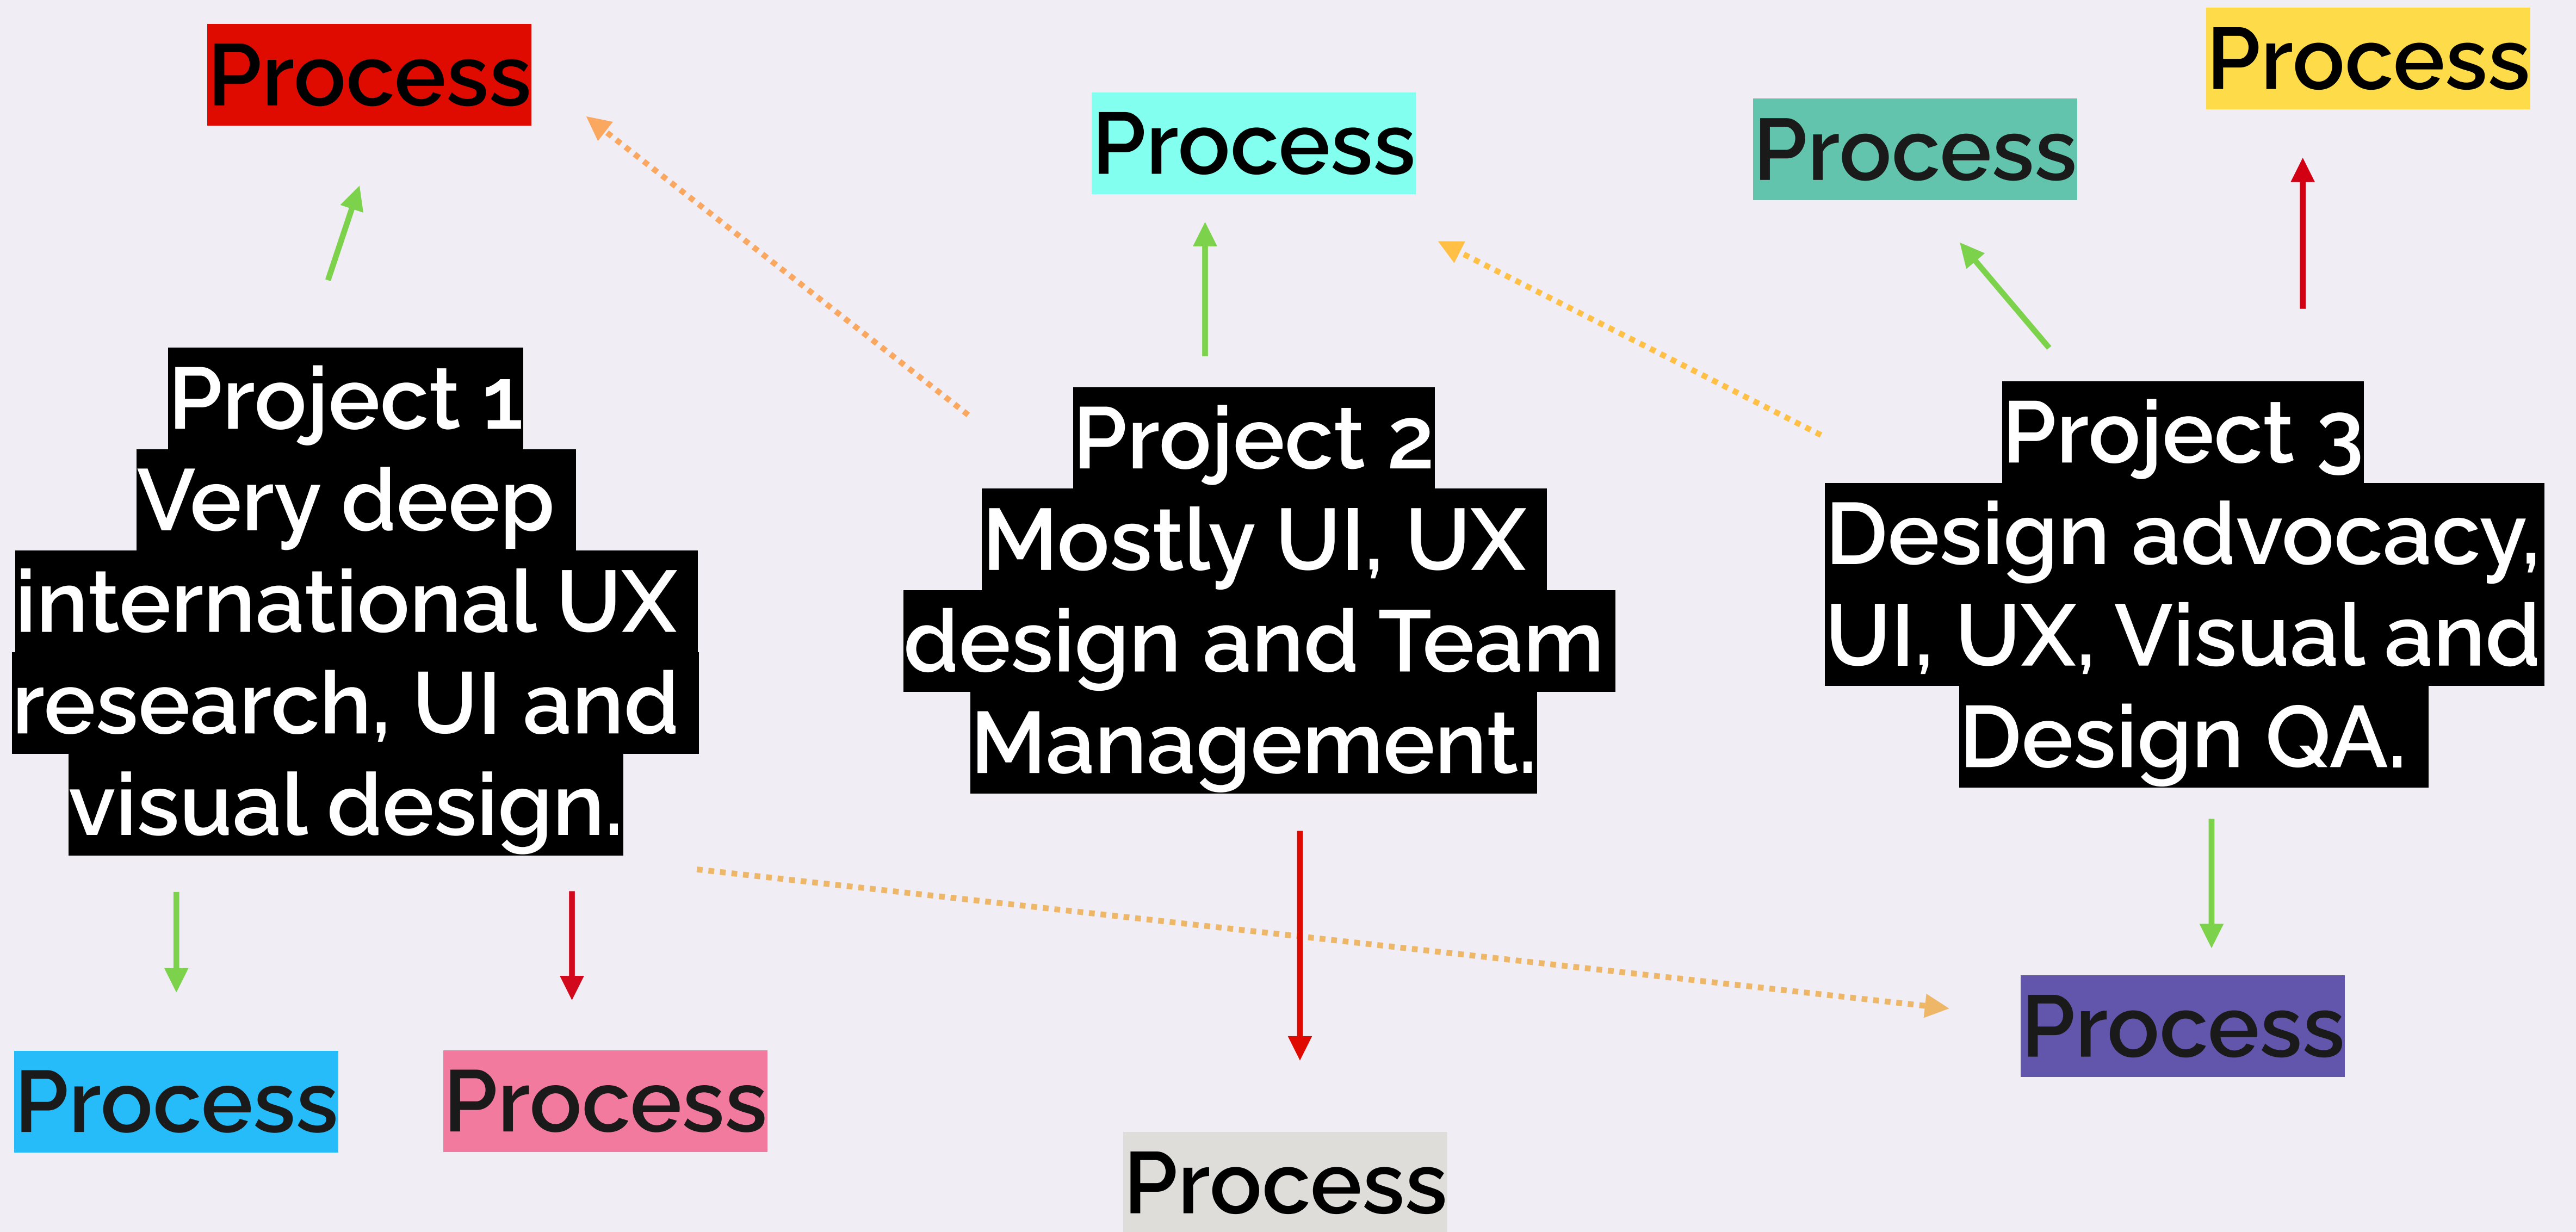 Process
Process
Process
Process
Project 1
Very deep
international UX
research, UI and
visual design.
Project 2
Mostly UI, UX
design and Team
Management.
Project 3
Design advocacy,
UI, UX, Visual and
Design QA.
Process
Process
Process
Process